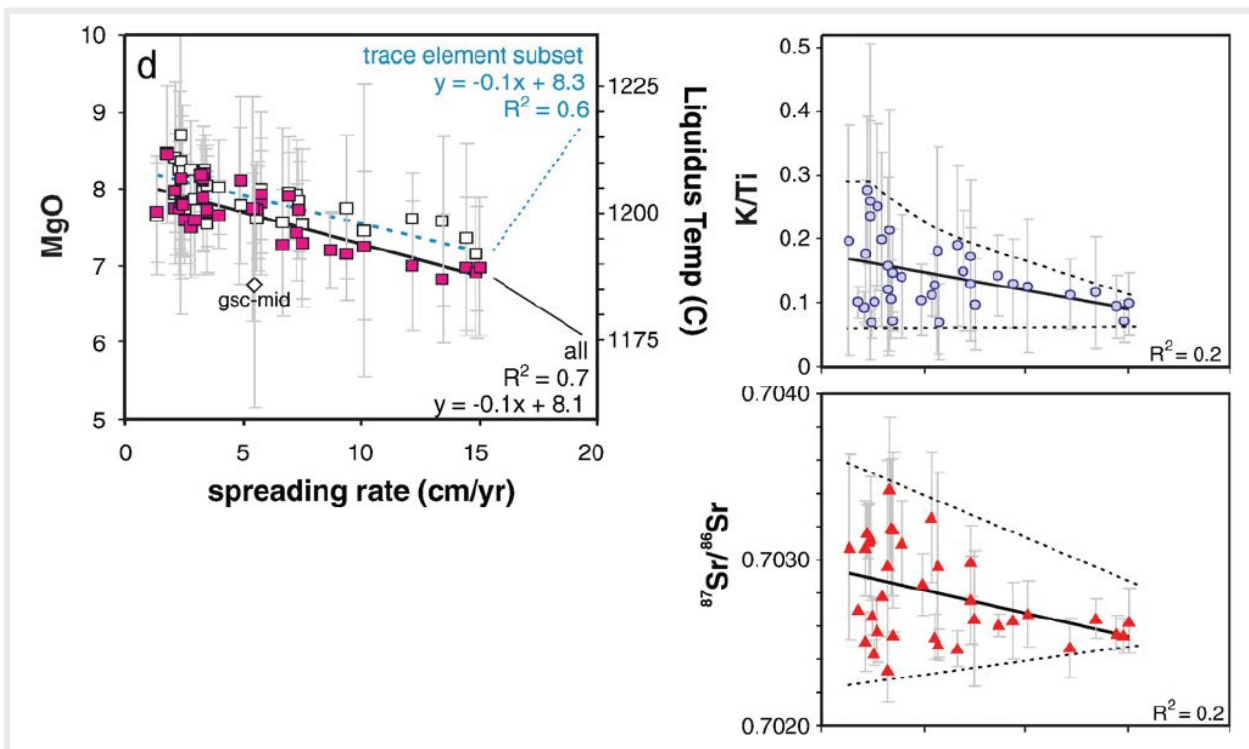 d
trace element subset
y = -0.1x + 8.3
R² = 0.6
10
9
8
7
6
5
MgO
gsc-mid
all
R² = 0.7
y = -0.1x + 8.1
1225
1200
1175
Liquidus Temp (C)
0 5 10 15 20
spreading rate (cm/yr)
0.5
0.4
0.3
0.2
0.1
0
K/Ti
R² = 0.2
0.7040
0.7030
0.7020
⁸⁷Sr/⁸⁶Sr
R² = 0.2